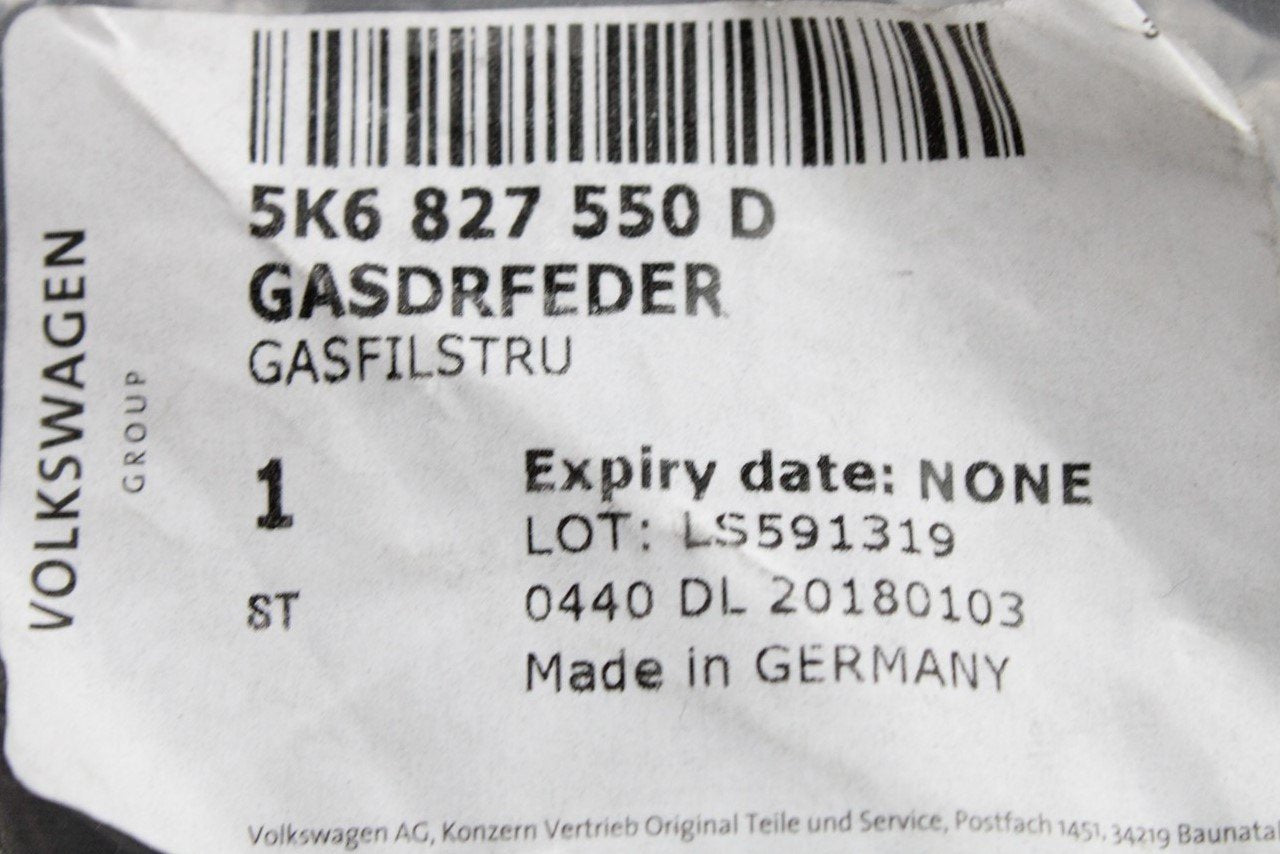 5K6 827 550 D
GASDRFEDER
GASFILSTRU
VOLKSWAGEN
GROUP
1
Expiry date: NONE
LOT: LS591319
ST
0440 DL 20180103
Made in GERMANY
Volkswagen AG, Konzern Vertrieb Original Teile und Service, Postfach 1451, 34219 Baunatal